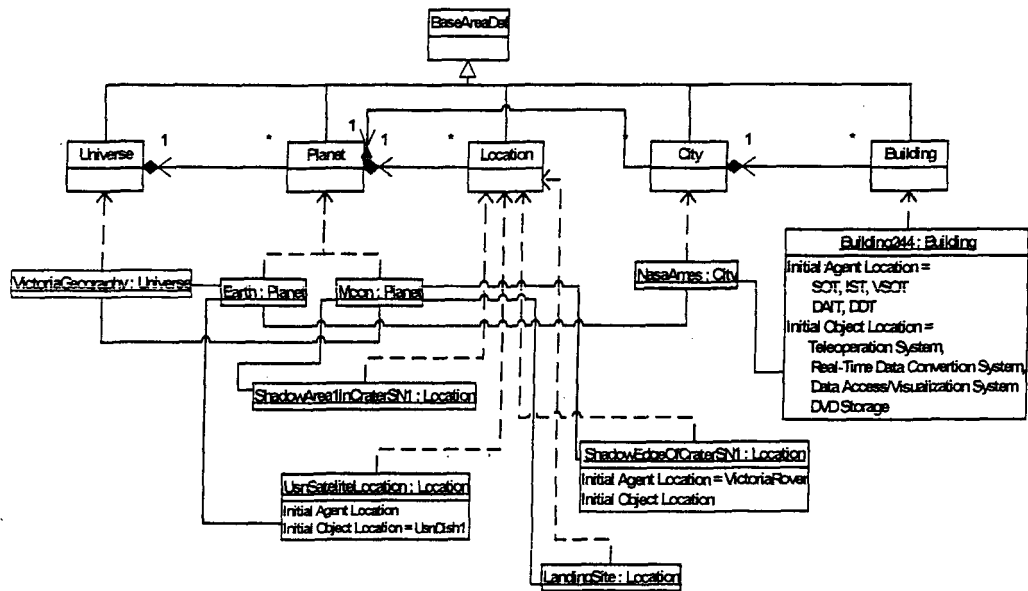 BaseAreaDef
1 * 1 1 * * 1 *
Universe Planet Location City Building
Building244 : Building
Initial Agent Location =
SOT, IST, VSOT
DAIT, DDT
Initial Object Location =
Teleoperation System,
Real-Time Data Convertion System,
Data Access/Visualization System
DVD Storage
VictoriaGeography : Universe
Earth : Planet
Moon : Planet
NasaAmes : City
ShadowArea1InCraterSN1 : Location
ShadowEdgeOfCraterSN1 : Location
Initial Agent Location = VictoriaRover
Initial Object Location
UsnSateliteLocation : Location
Initial Agent Location
Initial Object Location = UsnDish1
LandingSite : Location